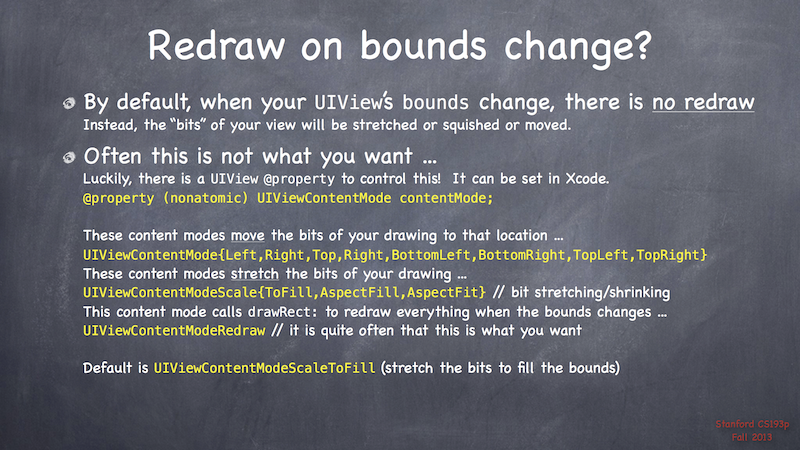 Redraw on bounds change?
By default, when your UIView's bounds change, there is no redraw
Instead, the "bits" of your view will be stretched or squished or moved.
Often this is not what you want ...
Luckily, there is a UIView @property to control this! It can be set in Xcode.
@property (nonatomic) UIViewContentMode contentMode;
These content modes move the bits of your drawing to that location ...
UIViewContentMode{Left,Right,Top,Right,BottomLeft,BottomRight,TopLeft,TopRight}
These content modes stretch the bits of your drawing ...
UIViewContentModeScale{ToFill,AspectFill,AspectFit} // bit stretching/shrinking
This content mode calls drawRect: to redraw everything when the bounds changes ...
UIViewContentModeRedraw // it is quite often that this is what you want
Default is UIViewContentModeScaleToFill (stretch the bits to fill the bounds)
Stanford CS193p
Fall 2013